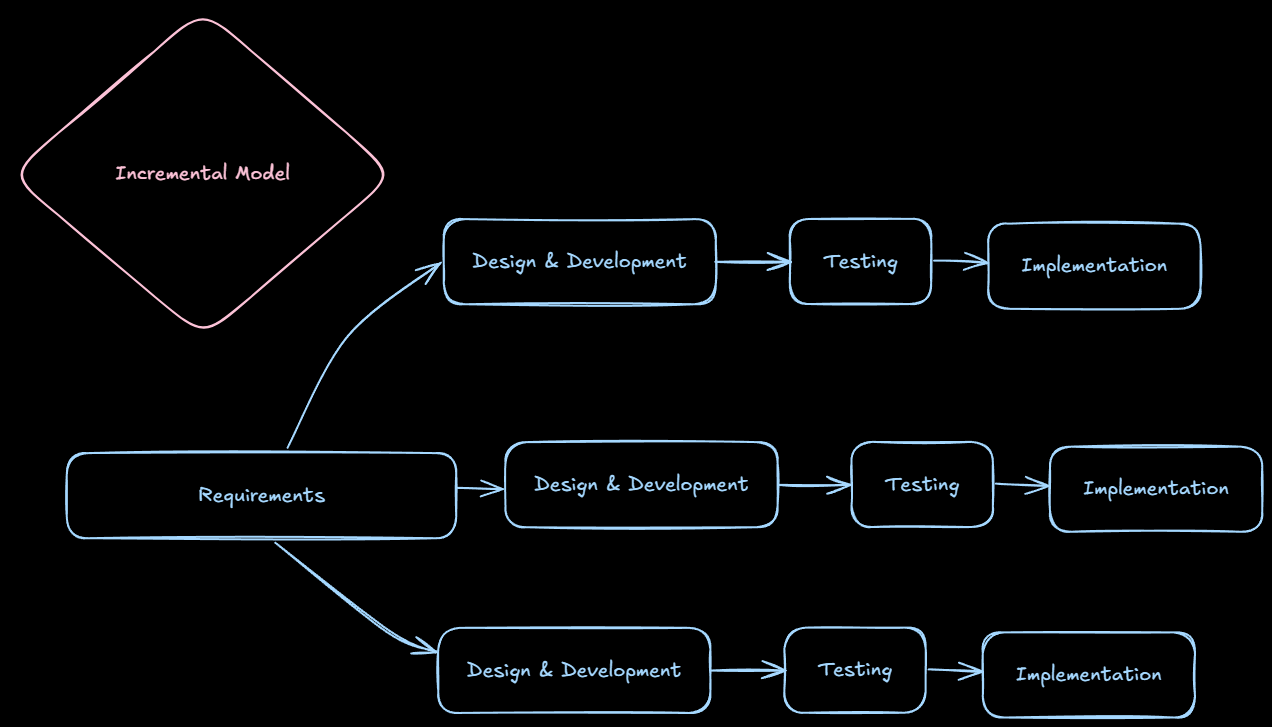 Incremental Model
Design & Development
Testing
Implementation
Requirements
Design & Development
Testing
Implementation
Design & Development
Testing
Implementation